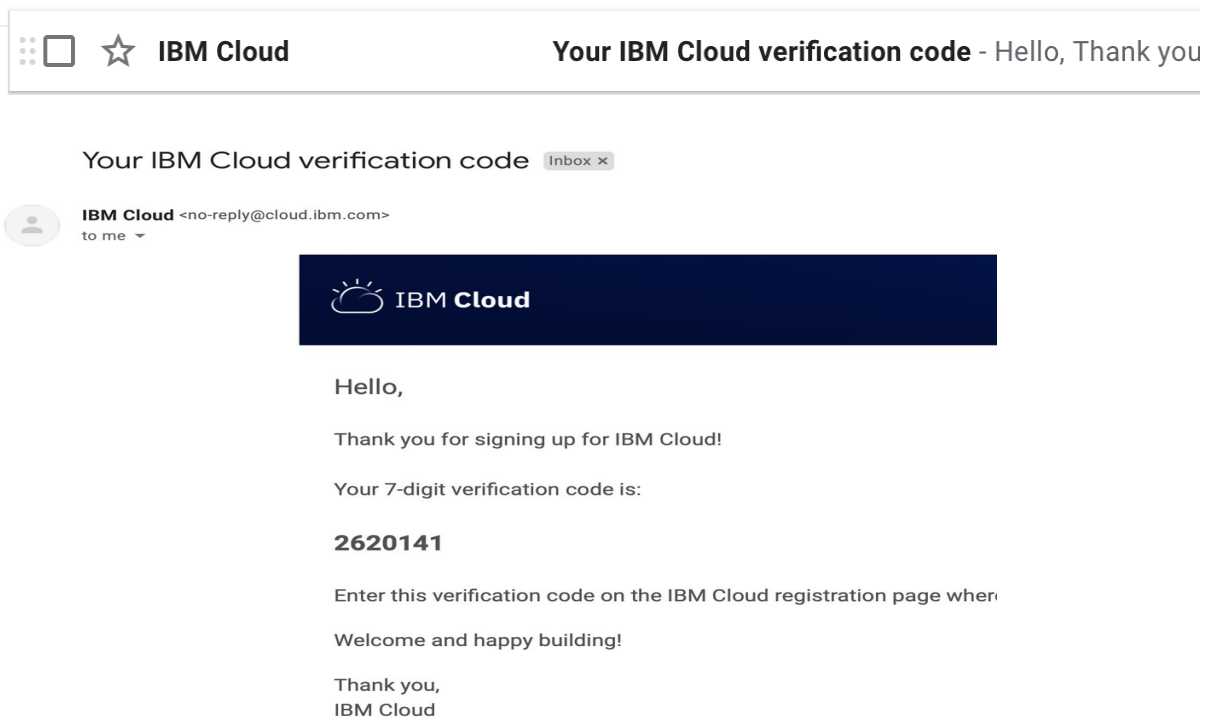 IBM Cloud Your IBM Cloud verification code - Hello, Thank you
Your IBM Cloud verification code Inbox ×
IBM Cloud <no-reply@cloud.ibm.com>
to me
IBM Cloud
Hello,
Thank you for signing up for IBM Cloud!
Your 7-digit verification code is:
2620141
Enter this verification code on the IBM Cloud registration page where
Welcome and happy building!
Thank you,
IBM Cloud